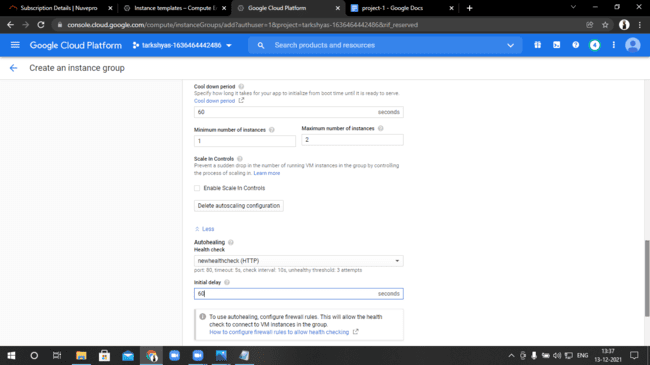 Subscription Details | Nuvepro
Instance templates – Compute E
Google Cloud Platform
project-1 - Google Docs
console.cloud.google.com/compute/instanceGroups/add?authuser=1&project=tarkshyas-1636464442486&nif_reserved
Google Cloud Platform
tarkshyas-1636464442486
Search products and resources
4
Create an instance group
Cool down period
Specify how long it takes for your app to initialize from boot time until it is ready to serve.
Cool down period
60
seconds
Minimum number of instances
Maximum number of instances
1
2
Scale In Controls
Prevent a sudden drop in the number of running VM instances in the group by controlling
the process of scaling in. Learn more
Enable Scale In Controls
Delete autoscaling configuration
Less
Autohealing
Health check
newhealthcheck (HTTP)
port: 80, timeout: 5s, check interval: 10s, unhealthy threshold: 3 attempts
Initial delay
60
seconds
To use autohealing, configure firewall rules. This will allow the health
check to connect to VM instances in the group.
How to configure firewall rules to allow health checking
ENG
13:37
13-12-2021